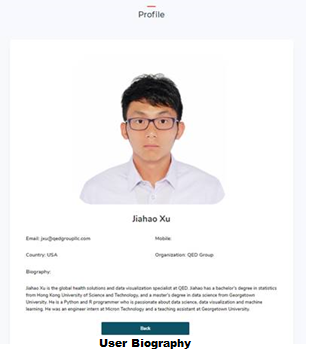 Profile
Jiahao Xu
Email: jxu@qedgroupllc.com Mobile:
Country: USA Organization: QED Group
Biography:
Jiahao Xu is the global health solutions and data visualization specialist at QED. Jiahao has a bachelor's degree in statistics
from Hong Kong University of Science and Technology, and a master's degree in data science from Georgetown
University. He is a Python and R programmer who is passionate about data science, data visualization and machine
learning. He was an engineer intern at Micron Technology and a teaching assistant at Georgetown University.
Back
User Biography